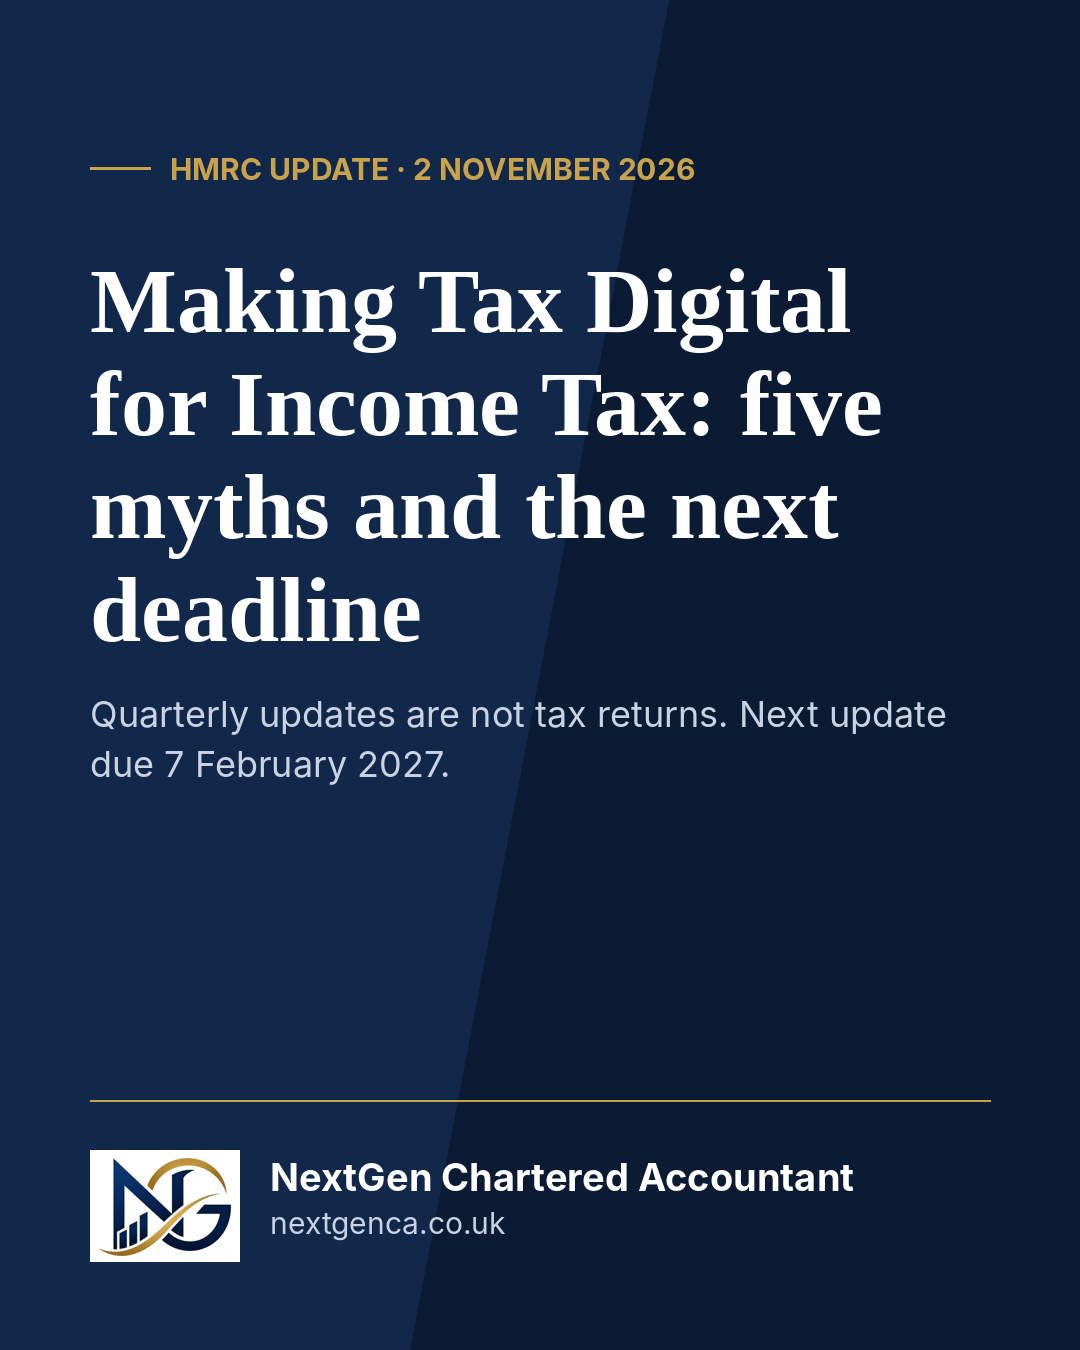 HMRC UPDATE · 2 NOVEMBER 2026
Making Tax Digital
for Income Tax: five
myths and the next
deadline
Quarterly updates are not tax returns. Next update
due 7 February 2027.
NG
NextGen Chartered Accountant
nextgenca.co.uk